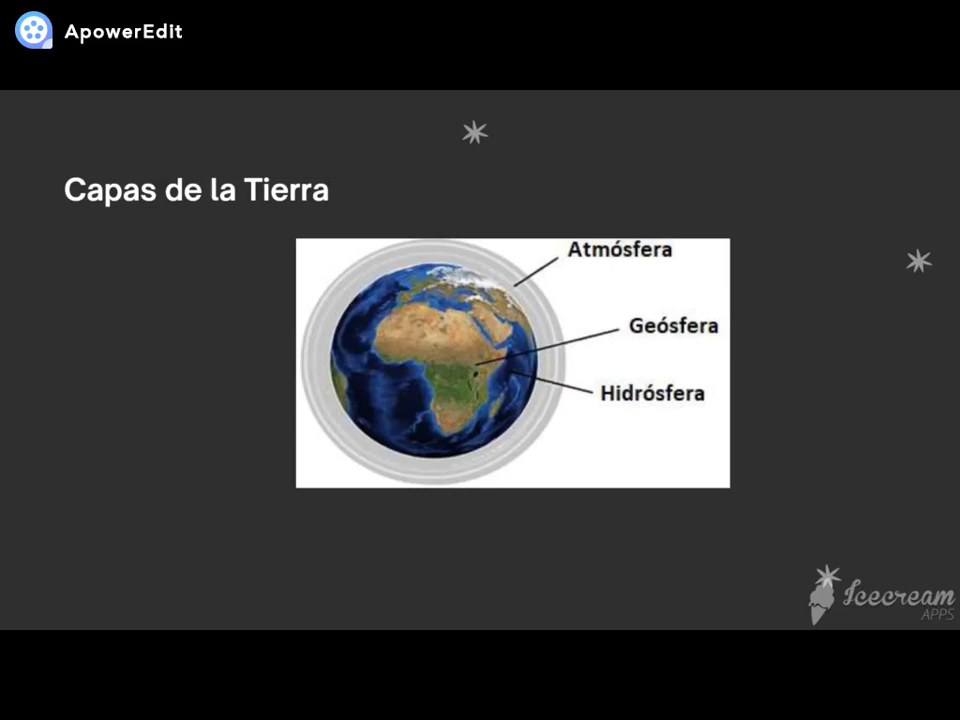 ApowerEdit
Capas de la Tierra
Atmósfera
Geósfera
Hidrósfera
Icecream
APPS